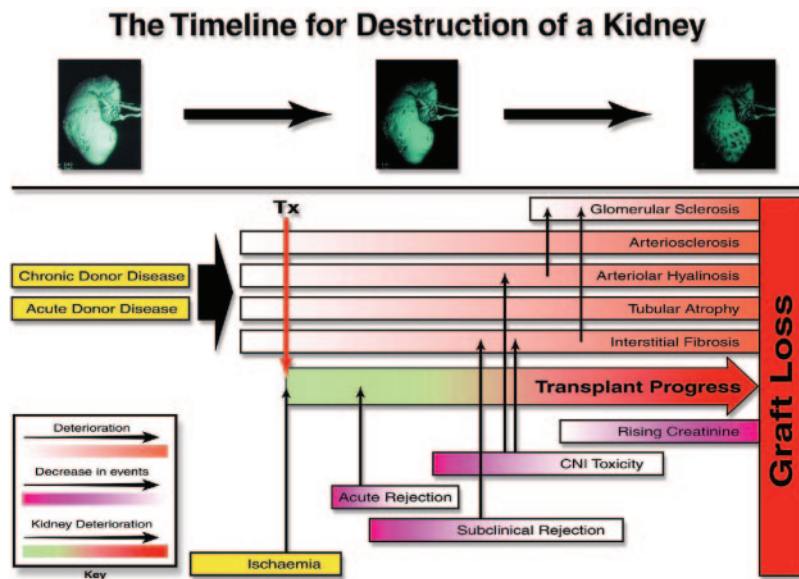 The Timeline for Destruction of a Kidney
Tx
Glomerular Sclerosis
Arteriosclerosis
Chronic Donor Disease
Arteriolar Hyalinosis
Acute Donor Disease
Tubular Atrophy
Interstitial Fibrosis
Transplant Progress
Graft Loss
Rising Creatinine
Deterioration
CNI Toxicity
Decrease in events
Acute Rejection
Kidney Deterioration
Subclinical Rejection
Ischaemia
Key